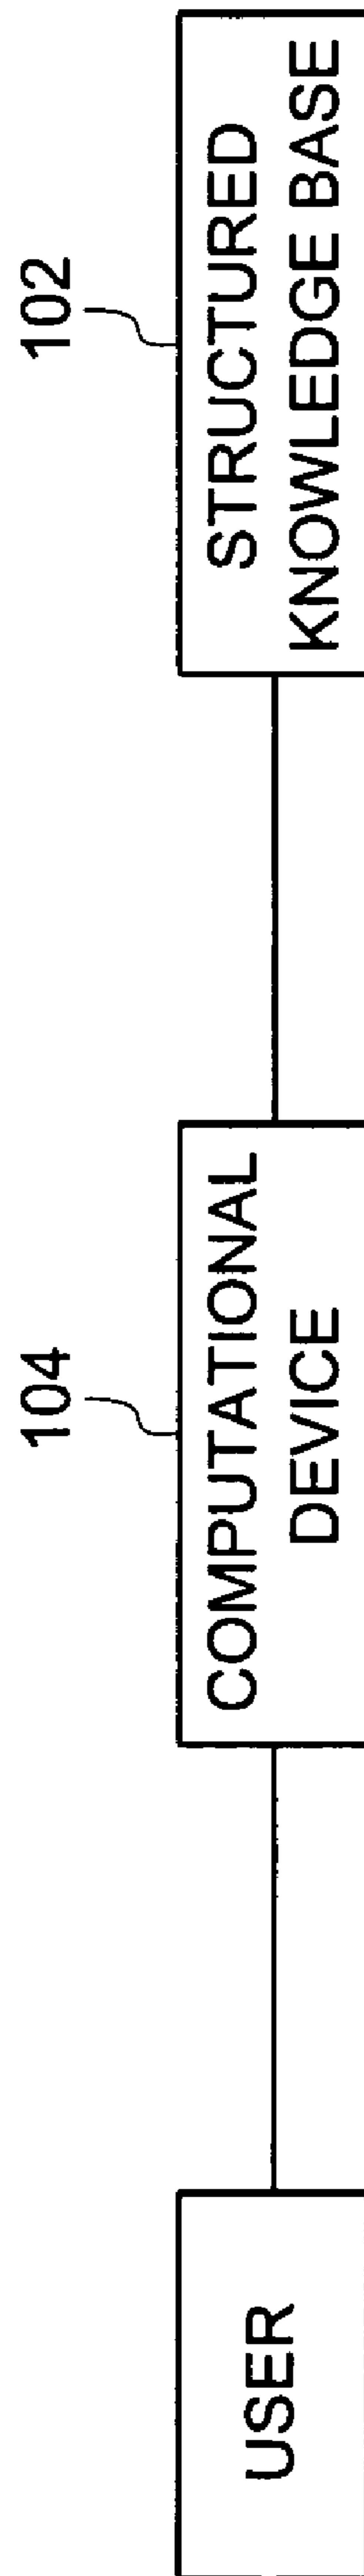 104
102
USER
COMPUTATIONAL
DEVICE
STRUCTURED
KNOWLEDGE BASE